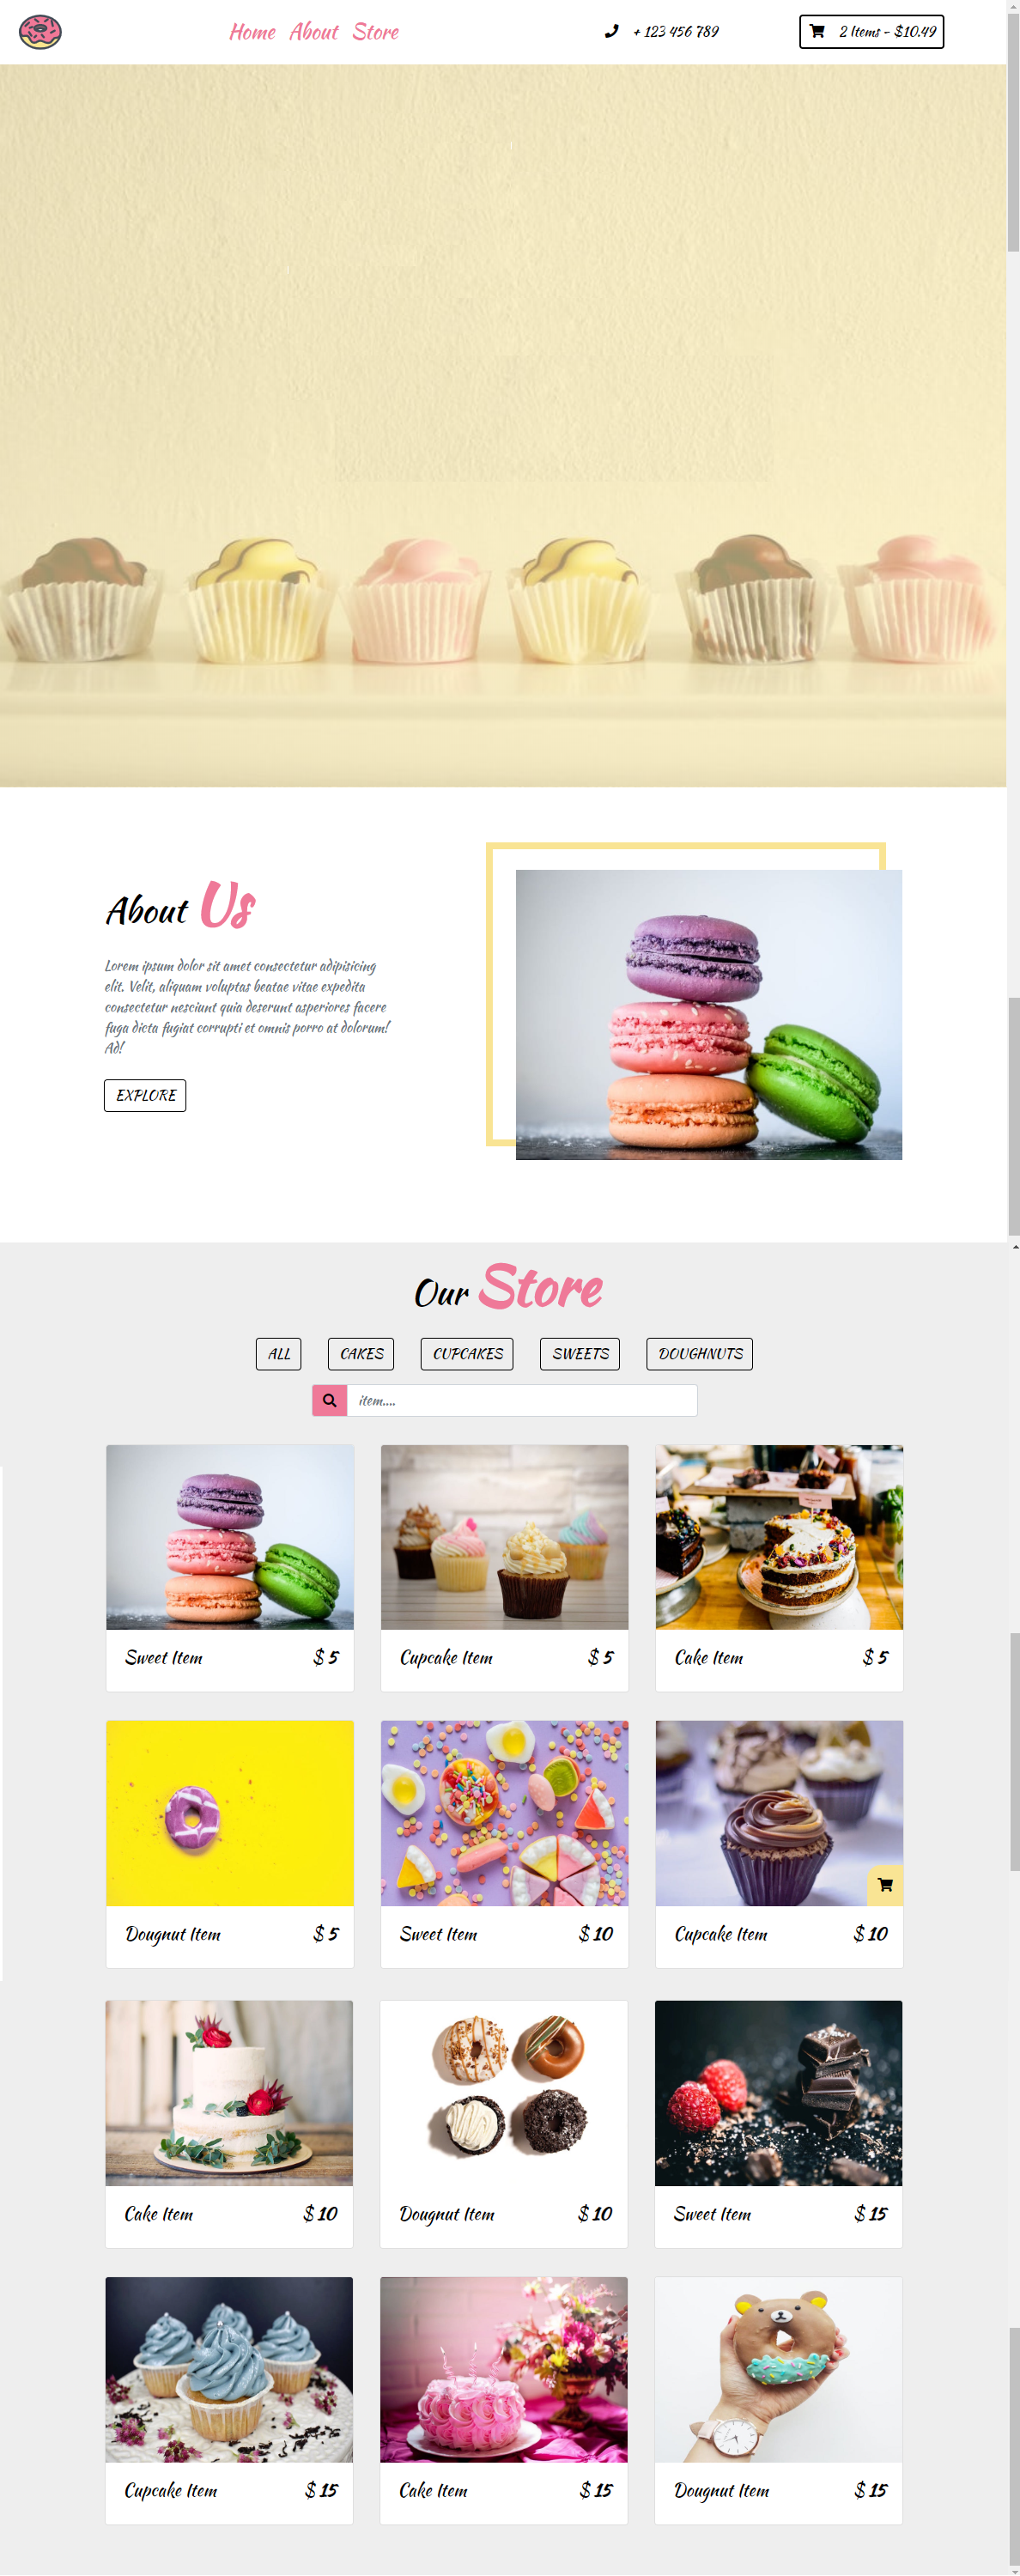 Home About Store + 123 456 789 2 Items - $10.49
About Us
Lorem ipsum dolor sit amet consectetur adipisicing
elit. Velit, aliquam voluptas beatae vitae expedita
consectetur nesciunt quia deserunt asperiores facere
fuga dicta fugiat corrupti et omnis porro at dolorum!
Ad!
EXPLORE
Our Store
ALL CAKES CUPCAKES SWEETS DOUGHNUTS
item....
Sweet Item $ 5
Cupcake Item $ 5
Cake Item $ 5
Dougnut Item $ 5
Sweet Item $ 10
Cupcake Item $ 10
Cake Item $ 10
Dougnut Item $ 10
Sweet Item $ 15
Cupcake Item $ 15
Cake Item $ 15
Dougnut Item $ 15